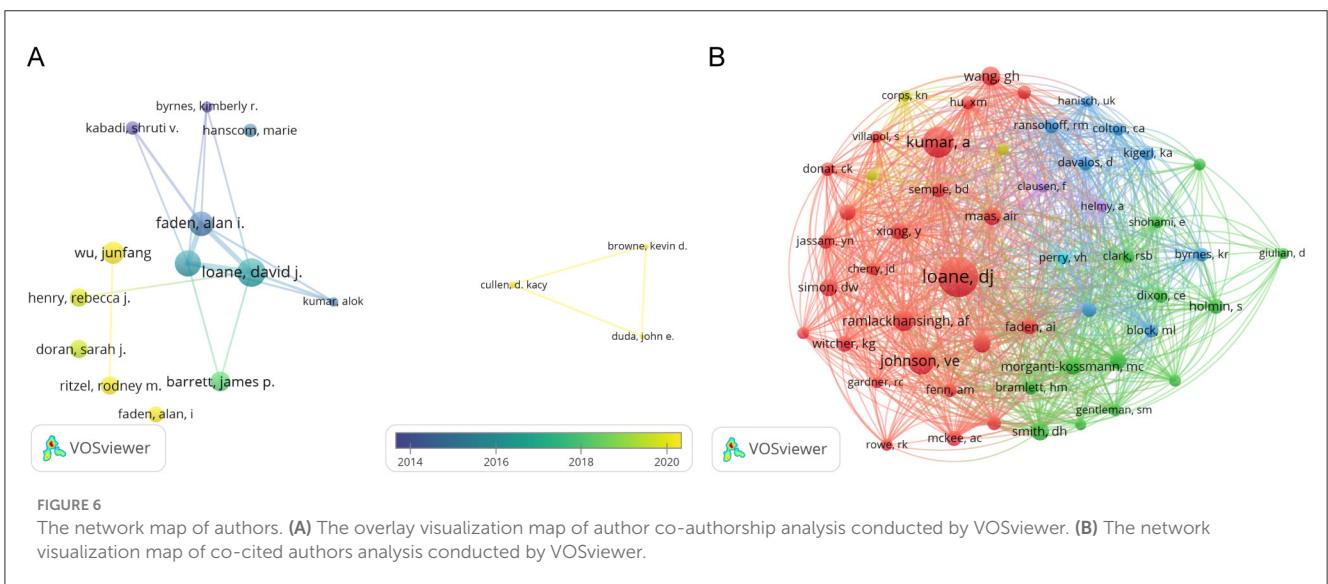 A
byrnes, kimberly r.
kabadi, shruti v.
hanscom, marie
faden, alan i.
wu, junfang
loane, david j.
henry, rebecca j.
kumar, alok
doran, sarah j.
ritzel, rodney m.
barrett, james p.
faden, alan, i
browne, kevin d.
cullen, d. kacy
duda, john e.
VOSviewer
2014 2016 2018 2020
B
wang, gh
corps, kn
hu, xm
hanisch, uk
villapol, s
kumar, a
ransohoff, rm
colton, ca
donat, ck
davalos, d
kigerl, ka
semple, bd
clausen, f
helmy, a
maas, air
shohami, e
jassam, yn
xiong, y
cherry, jd
perry, vh
clark, rsb
byrnes, kr
giulian, d
simon, dw
loane, dj
dixon, ce
holmin, s
ramlackhansingh, af
faden, ai
block, ml
witcher, kg
johnson, ve
morganti-kossmann, mc
gardner, rc
fenn, am
bramlett, hm
gentleman, sm
rowe, rk
mckee, ac
smith, dh
VOSviewer
FIGURE 6
The network map of authors. (A) The overlay visualization map of author co-authorship analysis conducted by VOSviewer. (B) The network
visualization map of co-cited authors analysis conducted by VOSviewer.